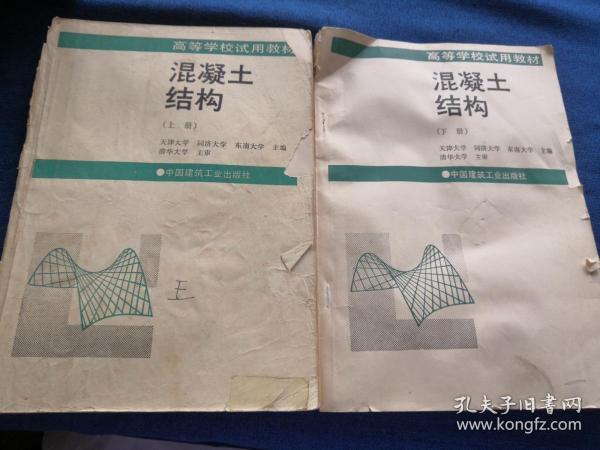 高等学校试用教材
混凝土
结构
(上册)
天津大学 同济大学 东南大学 主编
清华大学 主审
●中国建筑工业出版社
王
高等学校试用教材
混凝土
结构
(下册)
天津大学 同济大学 东南大学 主编
清华大学 主审
●中国建筑工业出版社
孔夫子旧书网
www.kongfz.com